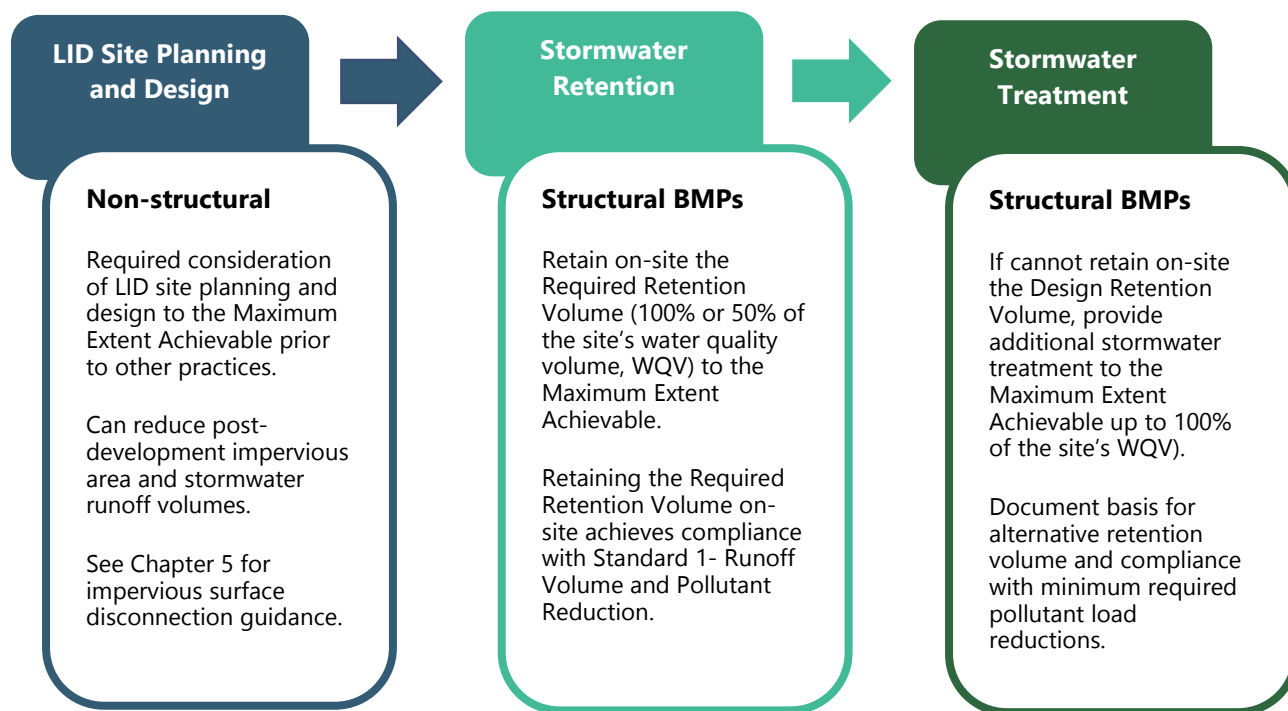 LID Site Planning
and Design
Non-structural
Required consideration
of LID site planning and
design to the Maximum
Extent Achievable prior
to other practices.
Can reduce post-
development impervious
area and stormwater
runoff volumes.
See Chapter 5 for
impervious surface
disconnection guidance.
Stormwater
Retention
Structural BMPs
Retain on-site the
Required Retention
Volume (100% or 50% of
the site's water quality
volume, WQV) to the
Maximum Extent
Achievable.
Retaining the Required
Retention Volume on-
site achieves compliance
with Standard 1- Runoff
Volume and Pollutant
Reduction.
Stormwater
Treatment
Structural BMPs
If cannot retain on-site
the Design Retention
Volume, provide
additional stormwater
treatment to the
Maximum Extent
Achievable up to 100%
of the site's WQV).
Document basis for
alternative retention
volume and compliance
with minimum required
pollutant load
reductions.